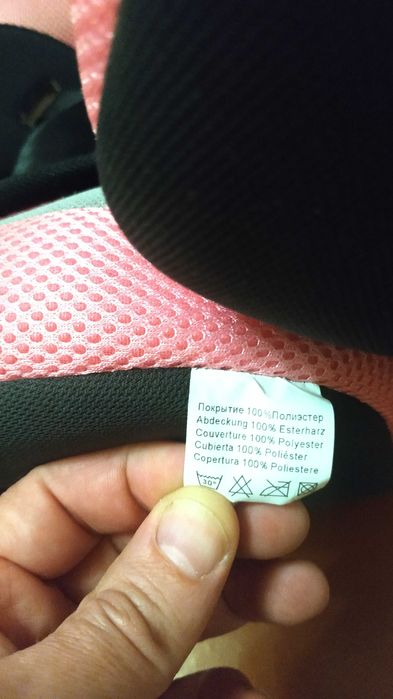 Покрытие 100%Полиэстер
Abdeckung 100% Esterharz
Couverture 100% Polyester
Cubierta 100% Poliéster
Copertura 100% Poliestere
30°